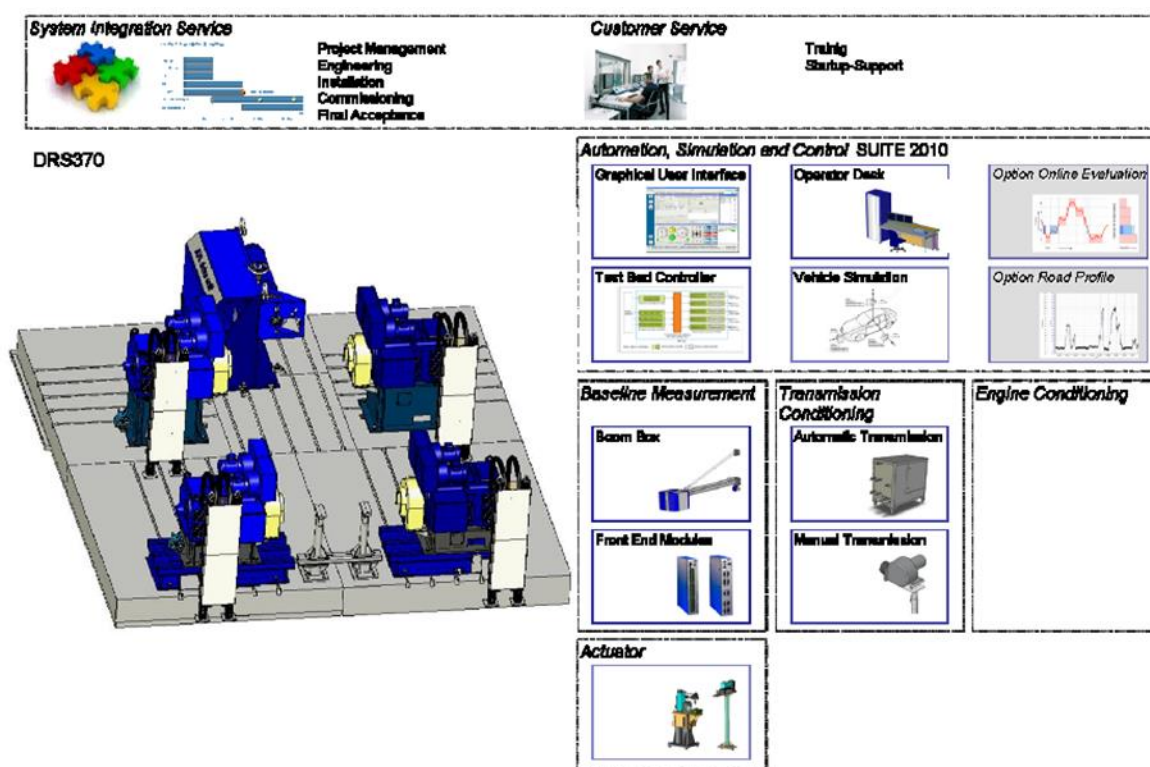 System Integration Service
Project Management
Engineering
Installation
Commissioning
Final Acceptance
Customer Service
Trainig
Startup-Support
DRS370
Automation, Simulation and Control SUITE 2010
Graphical User Interface
Operator Desk
Option Online Evaluation
Test Bed Controller
Vehicle Simulation
Option Road Profile
Baseline Measurement
Boom Box
Front End Modules
Transmission
Conditioning
Automatic Transmission
Manual Transmission
Engine Conditioning
Actuator